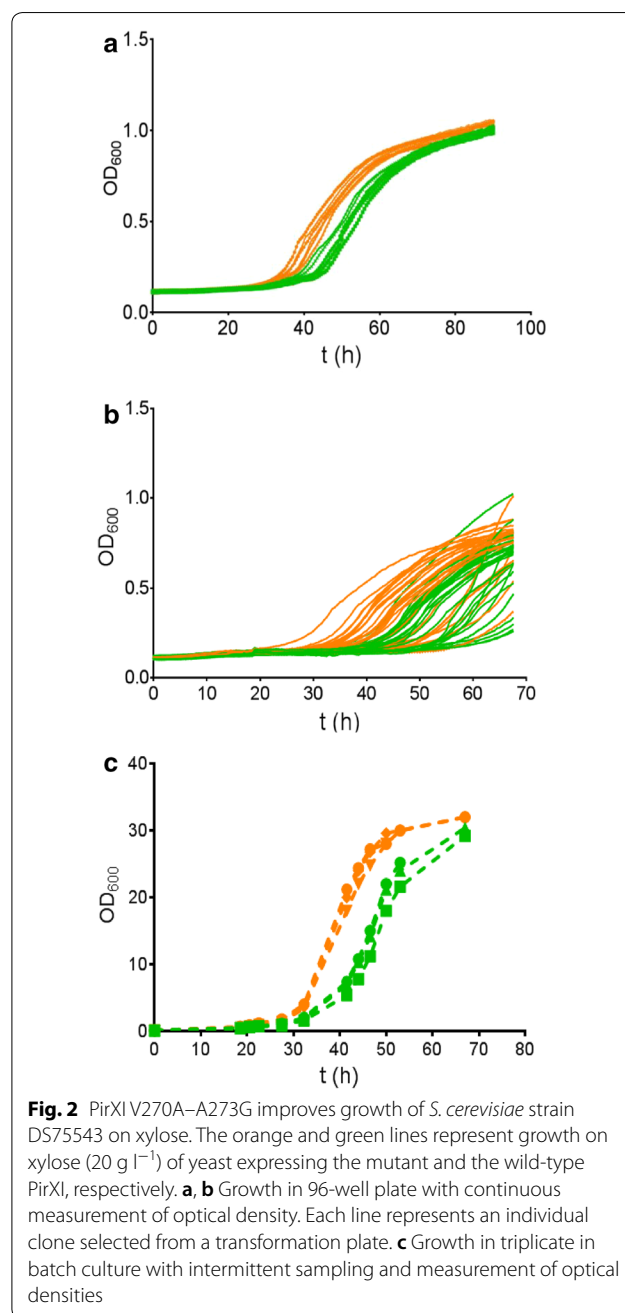 a
1.5
1.0
0.5
0.0
OD600
0 20 40 60 80 100
t (h)
b
1.5
1.0
0.5
0.0
OD600
0 10 20 30 40 50 60 70
t (h)
c
40
30
20
10
0
OD600
0 10 20 30 40 50 60 70 80
t (h)
Fig. 2 PirXI V270A–A273G improves growth of S. cerevisiae strain
DS75543 on xylose. The orange and green lines represent growth on
xylose (20 g l−1) of yeast expressing the mutant and the wild-type
PirXI, respectively. a, b Growth in 96-well plate with continuous
measurement of optical density. Each line represents an individual
clone selected from a transformation plate. c Growth in triplicate in
batch culture with intermittent sampling and measurement of optical
densities